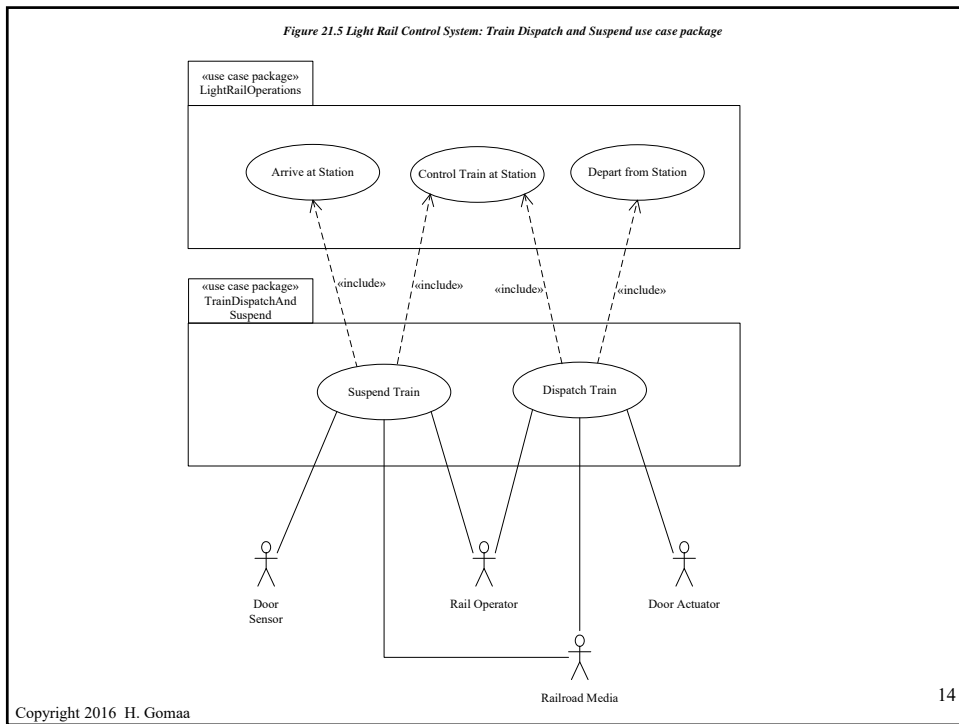 Figure 21.5 Light Rail Control System: Train Dispatch and Suspend use case package
«use case package»
LightRailOperations
Arrive at Station
Control Train at Station
Depart from Station
«include»
«include»
«include»
«include»
«use case package»
TrainDispatchAnd
Suspend
Suspend Train
Dispatch Train
Door
Sensor
Rail Operator
Door Actuator
Railroad Media
14
Copyright 2016 H. Gomaa